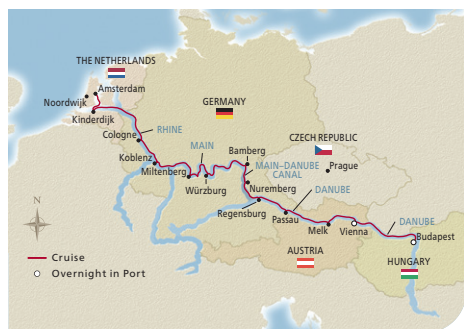 THE NETHERLANDS
Amsterdam
Noordwijk
Kinderdijk
GERMANY
Cologne
RHINE
CZECH REPUBLIC
Koblenz
MAIN
Bamberg
Miltenberg
MAIN–DANUBE
CANAL
Prague
Würzburg
Nuremberg
DANUBE
Regensburg
Passau
Melk
Vienna
DANUBE
Budapest
N
AUSTRIA
HUNGARY
Cruise
Overnight in Port